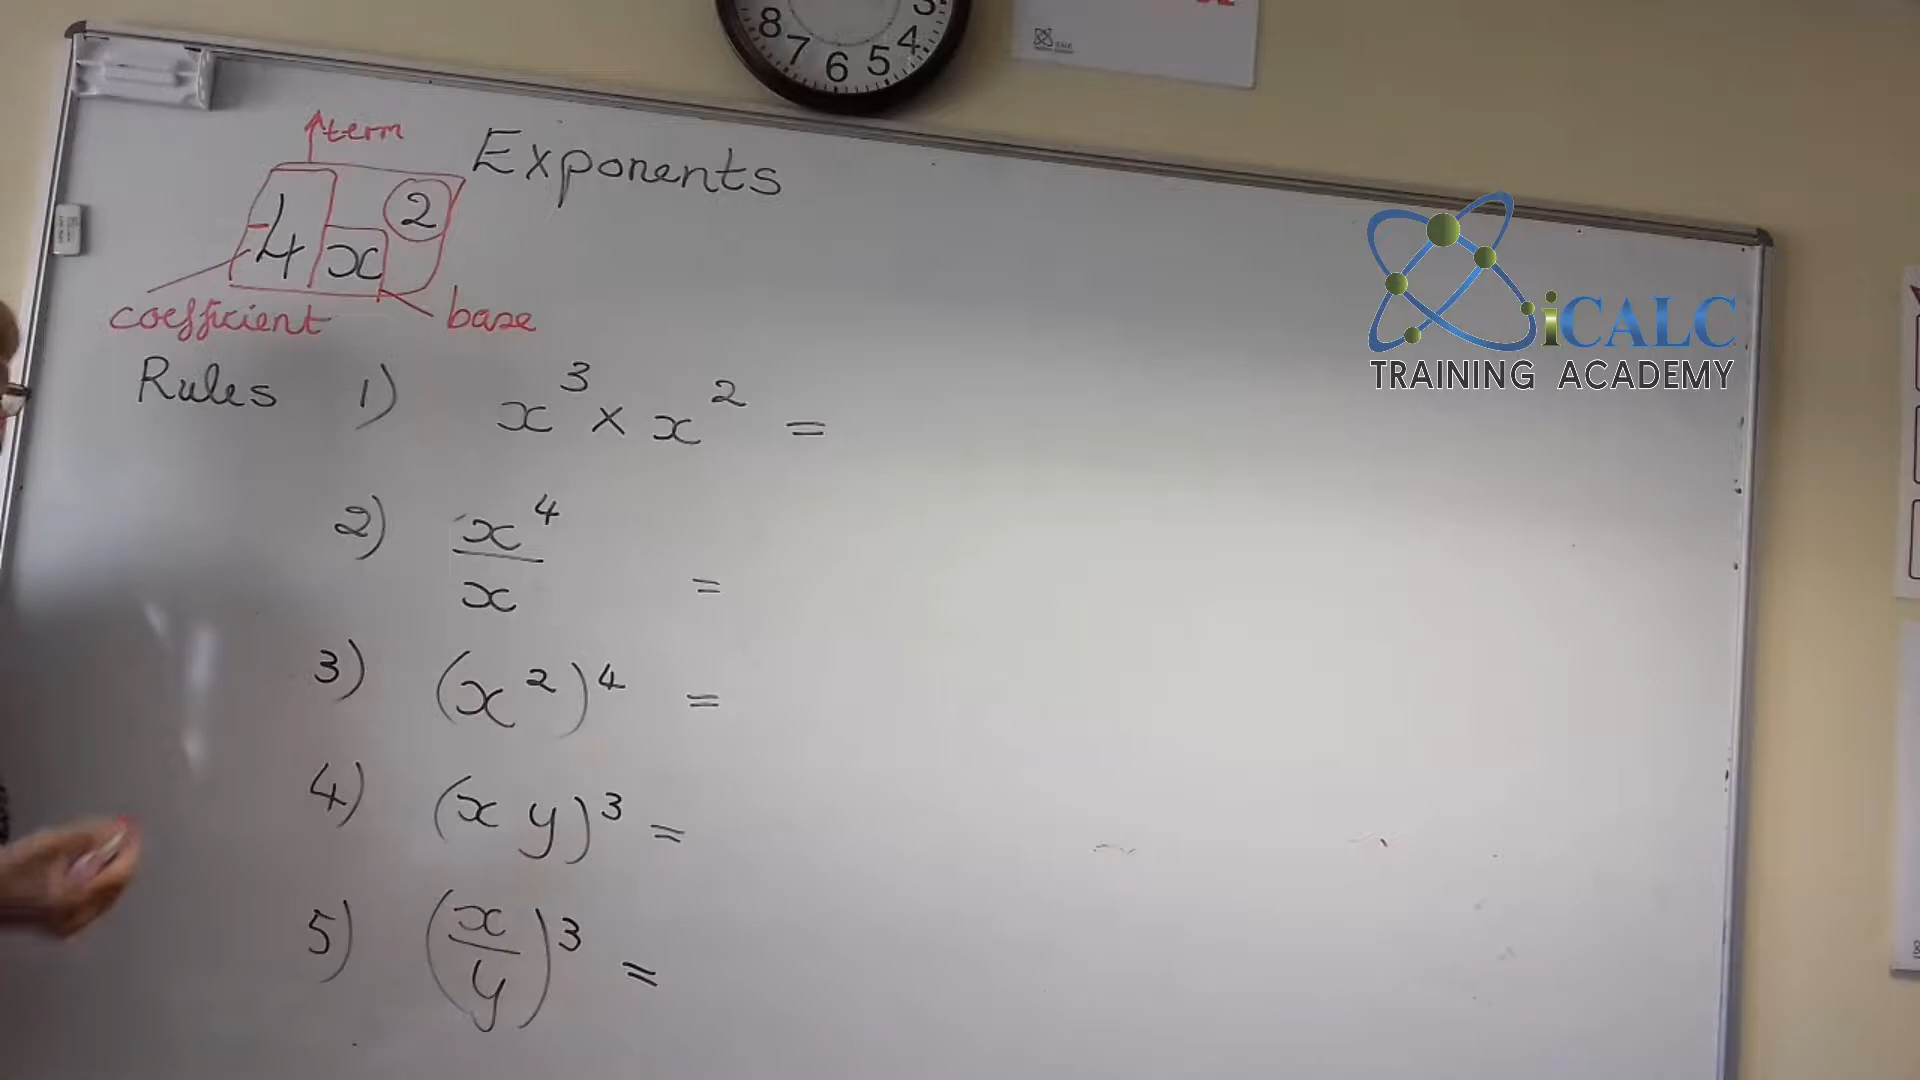 8 7 6 5 4 3
term
Exponents
4x²
coefficient base
iCALC
TRAINING ACADEMY
Rules 1) x³ × x² =
2) x⁴/x =
3) (x²)⁴ =
4) (x y)³ =
5) (x/y)³ =